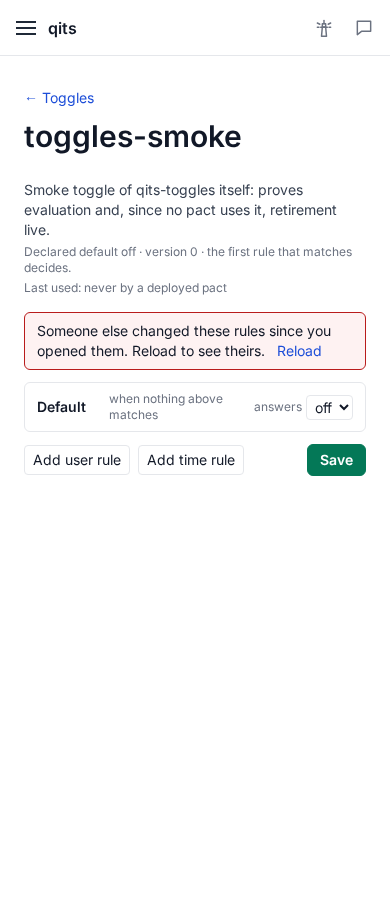 qits
← Toggles
toggles-smoke
Smoke toggle of qits-toggles itself: proves
evaluation and, since no pact uses it, retirement
live.
Declared default off · version 0 · the first rule that matches
decides.
Last used: never by a deployed pact
Someone else changed these rules since you
opened them. Reload to see theirs. Reload
Default when nothing above
matches answers off
Add user rule Add time rule Save